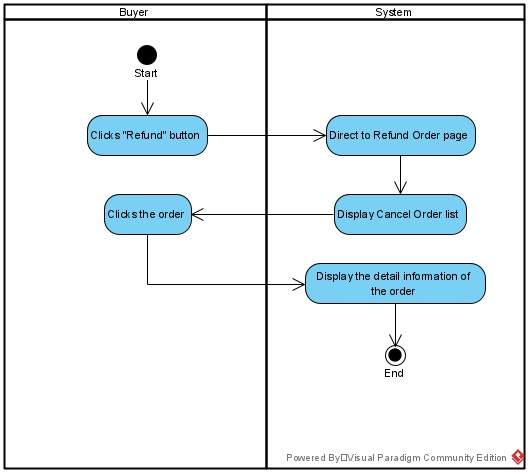 Buyer
System
Start
Clicks "Refund" button
Direct to Refund Order page
Clicks the order
Display Cancel Order list
Display the detail information of
the order
End
Powered By Visual Paradigm Community Edition